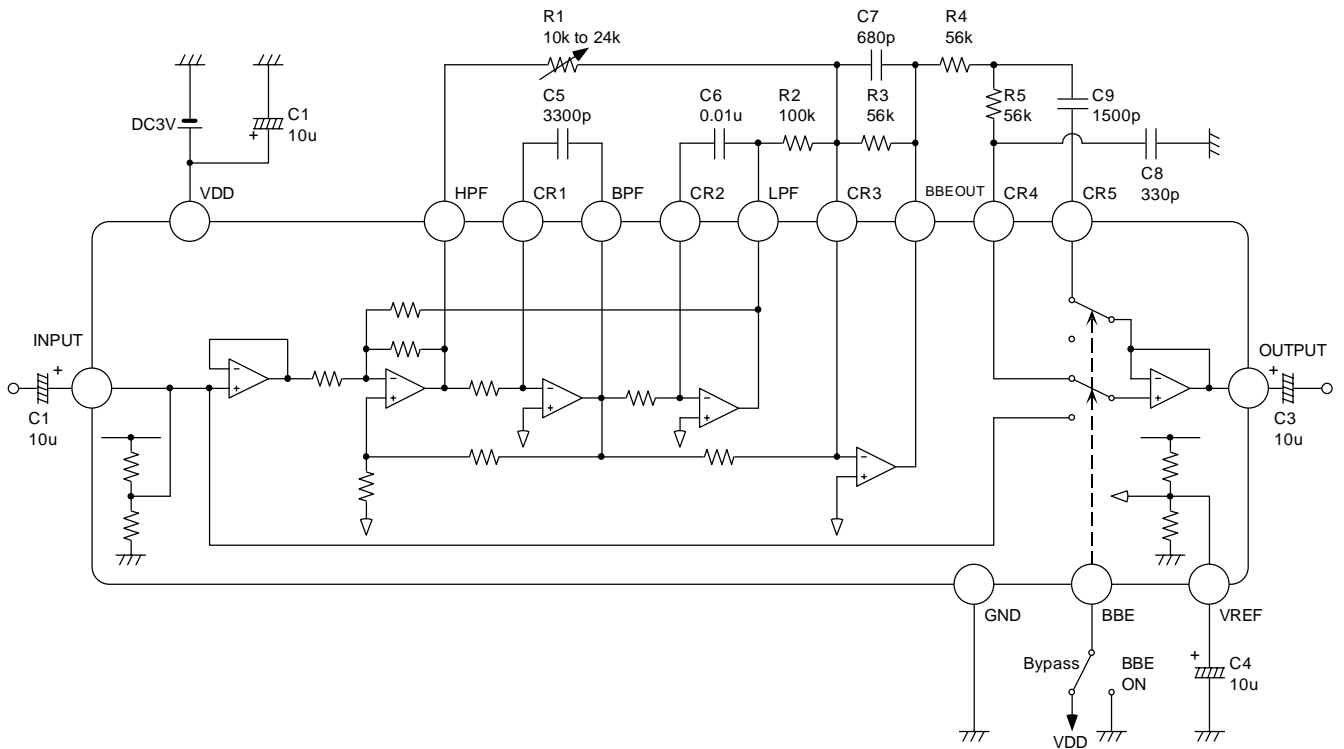 R1
10k to 24k
C7
680p
R4
56k
C5
3300p
C6
0.01u
R2
100k
R3
56k
R5
56k
C9
1500p
DC3V
+
C1
10u
C8
330p
VDD
HPF
CR1
BPF
CR2
LPF
CR3
BBEOUT
CR4
CR5
INPUT
+
C1
10u
−
+
−
+
−
+
−
+
−
+
−
+
OUTPUT
+
C3
10u
GND
BBE
VREF
Bypass
BBE
ON
VDD
+
C4
10u